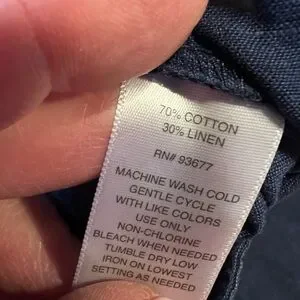 70% COTTON
30% LINEN
RN# 93677
MACHINE WASH COLD
GENTLE CYCLE
WITH LIKE COLORS
USE ONLY
NON-CHLORINE
BLEACH WHEN NEEDED
TUMBLE DRY LOW
IRON ON LOWEST
SETTING AS NEEDED